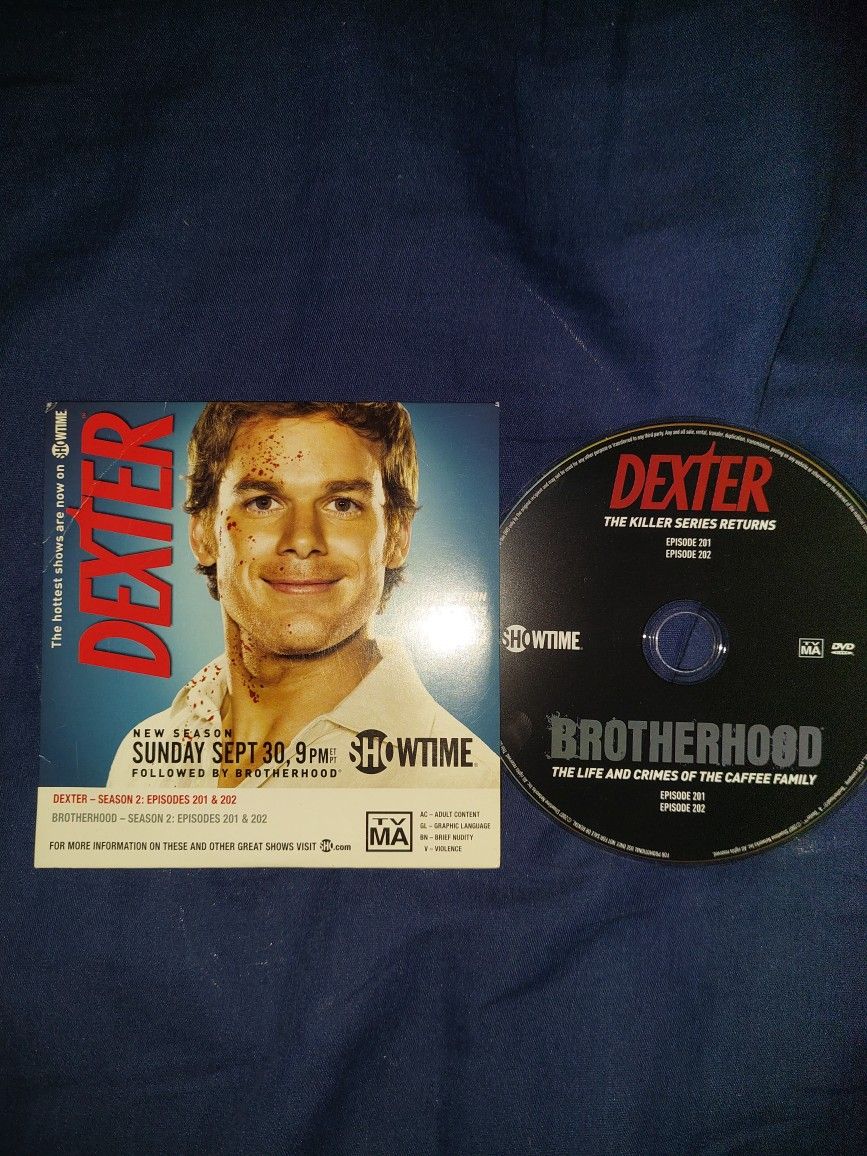 The hottest shows are now on SHOWTIME
DEXTER
NEW SEASON
SUNDAY SEPT 30, 9PM ET PT
SHOWTIME
FOLLOWED BY BROTHERHOOD
DEXTER – SEASON 2: EPISODES 201 & 202
BROTHERHOOD – SEASON 2: EPISODES 201 & 202
FOR MORE INFORMATION ON THESE AND OTHER GREAT SHOWS VISIT SHO.com
TV
MA
AC – ADULT CONTENT
GL – GRAPHIC LANGUAGE
BN – BRIEF NUDITY
V – VIOLENCE
DEXTER
THE KILLER SERIES RETURNS
EPISODE 201
EPISODE 202
SHOWTIME
TV
MA
DVD
BROTHERHOOD
THE LIFE AND CRIMES OF THE CAFFEE FAMILY
EPISODE 201
EPISODE 202